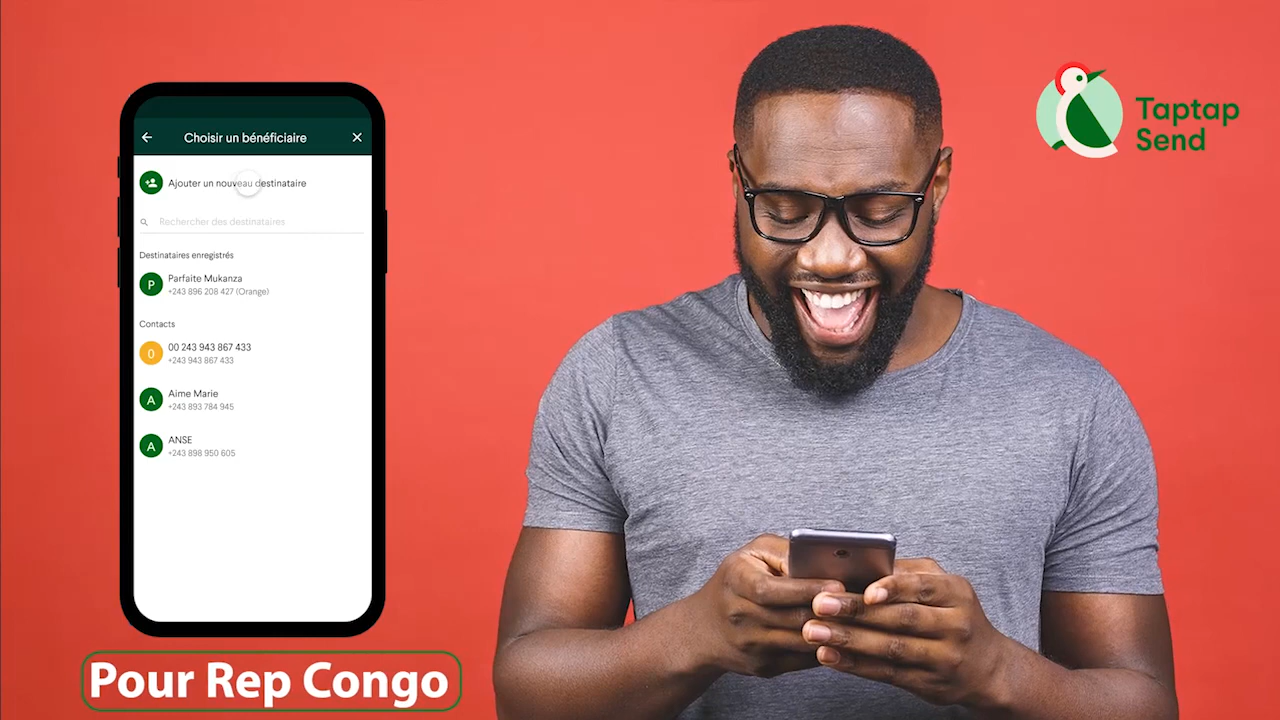 Choisir un bénéficiaire
Ajouter un nouveau destinataire
Rechercher des destinataires
Destinataires enregistrés
P
Parfaite Mukanza
+243 896 208 427 (Orange)
Contacts
0
00 243 943 867 433
+243 943 867 433
A
Aime Marie
+243 893 784 945
A
ANSE
+243 898 950 605
Pour Rep Congo
Taptap
Send